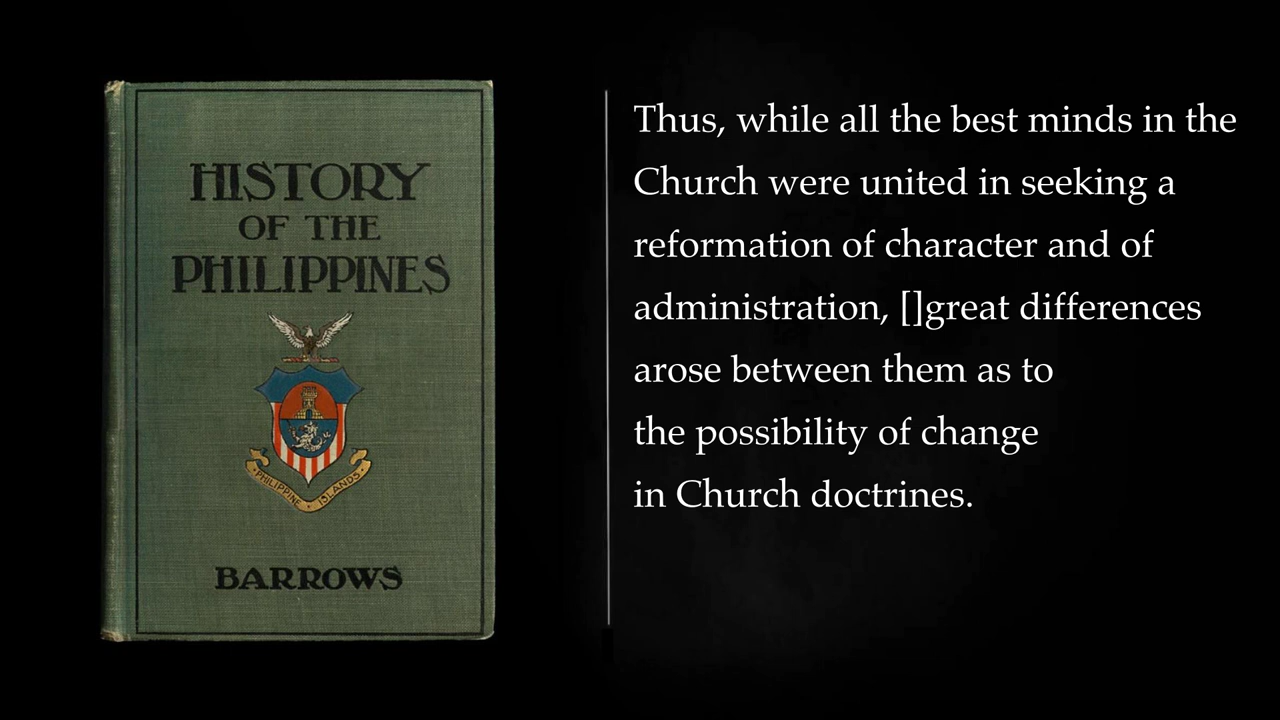 HISTORY
OF THE
PHILIPPINES
PHILIPPINE ISLANDS
BARROWS
Thus, while all the best minds in the
Church were united in seeking a
reformation of character and of
administration, []great differences
arose between them as to
the possibility of change
in Church doctrines.